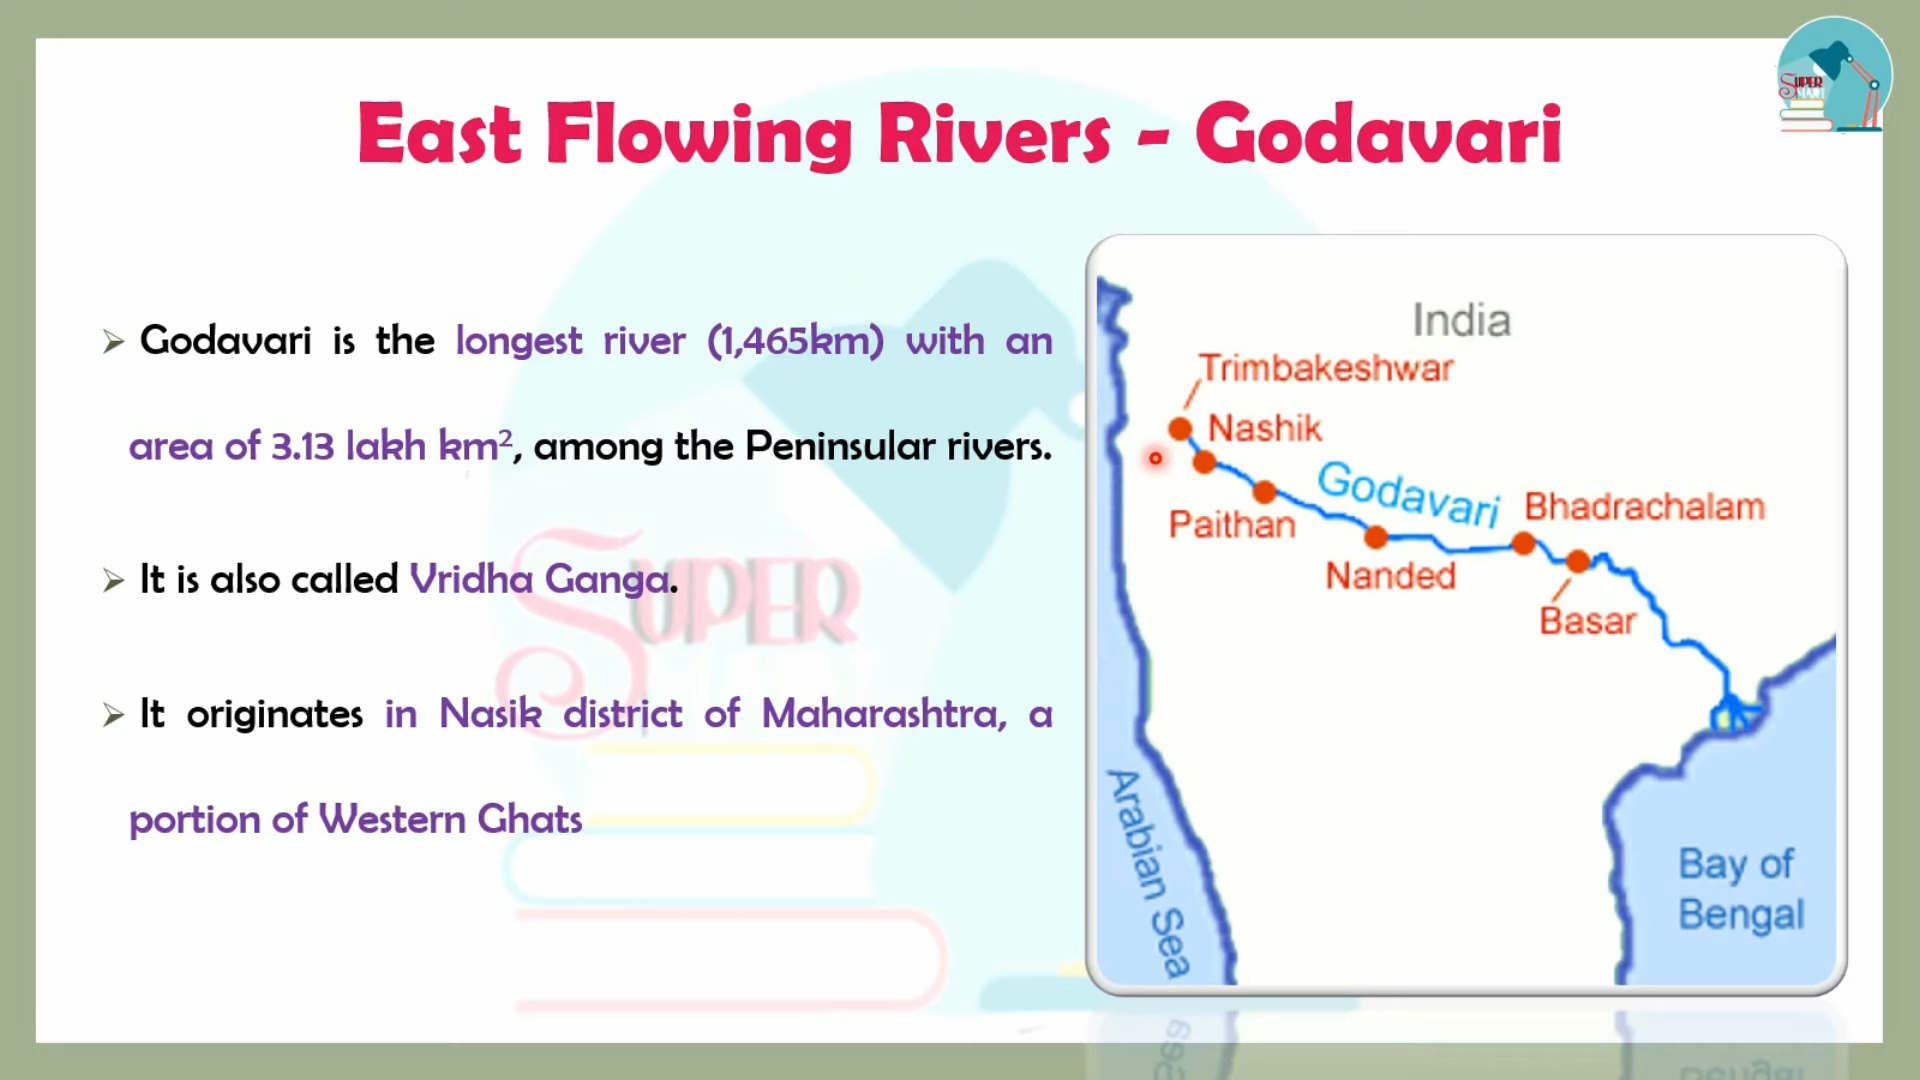 East Flowing Rivers - Godavari
SUPER
➢ Godavari is the longest river (1,465km) with an
area of 3.13 lakh km², among the Peninsular rivers.
➢ It is also called Vridha Ganga.
➢ It originates in Nasik district of Maharashtra, a
portion of Western Ghats
SUPER
India
Trimbakeshwar
Nashik
Godavari
Bhadrachalam
Paithan
Nanded
Basar
Arabian Sea
Bay of
Bengal